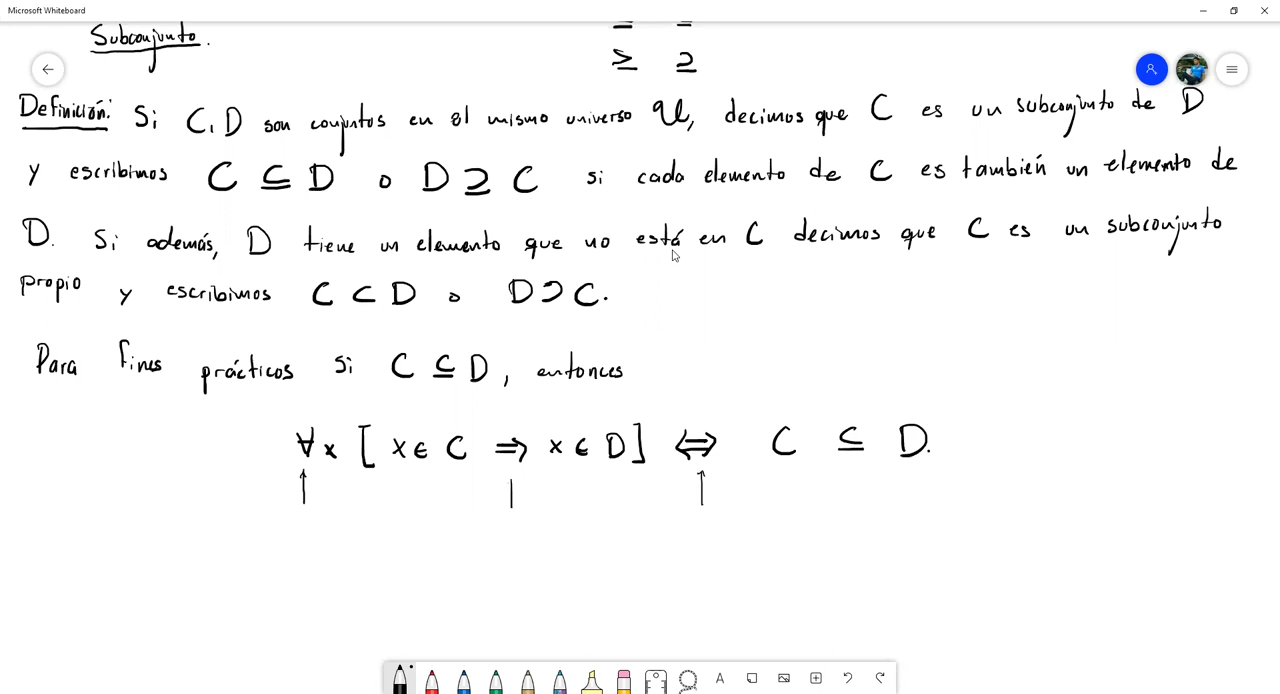 Microsoft Whiteboard
Subconjunto.
≥ ⊇
Definición: Si C, D son conjuntos en el mismo universo 𝒰, decimos que C es un subconjunto de D
y escribimos C ⊆ D o D ⊇ C si cada elemento de C es también un elemento de
D. Si además, D tiene un elemento que no está en C decimos que C es un subconjunto
propio y escribimos C ⊂ D o D ⊃ C.
Para fines prácticos si C ⊆ D, entonces
∀x [x ∈ C ⇒ x ∈ D] ⇔ C ⊆ D.